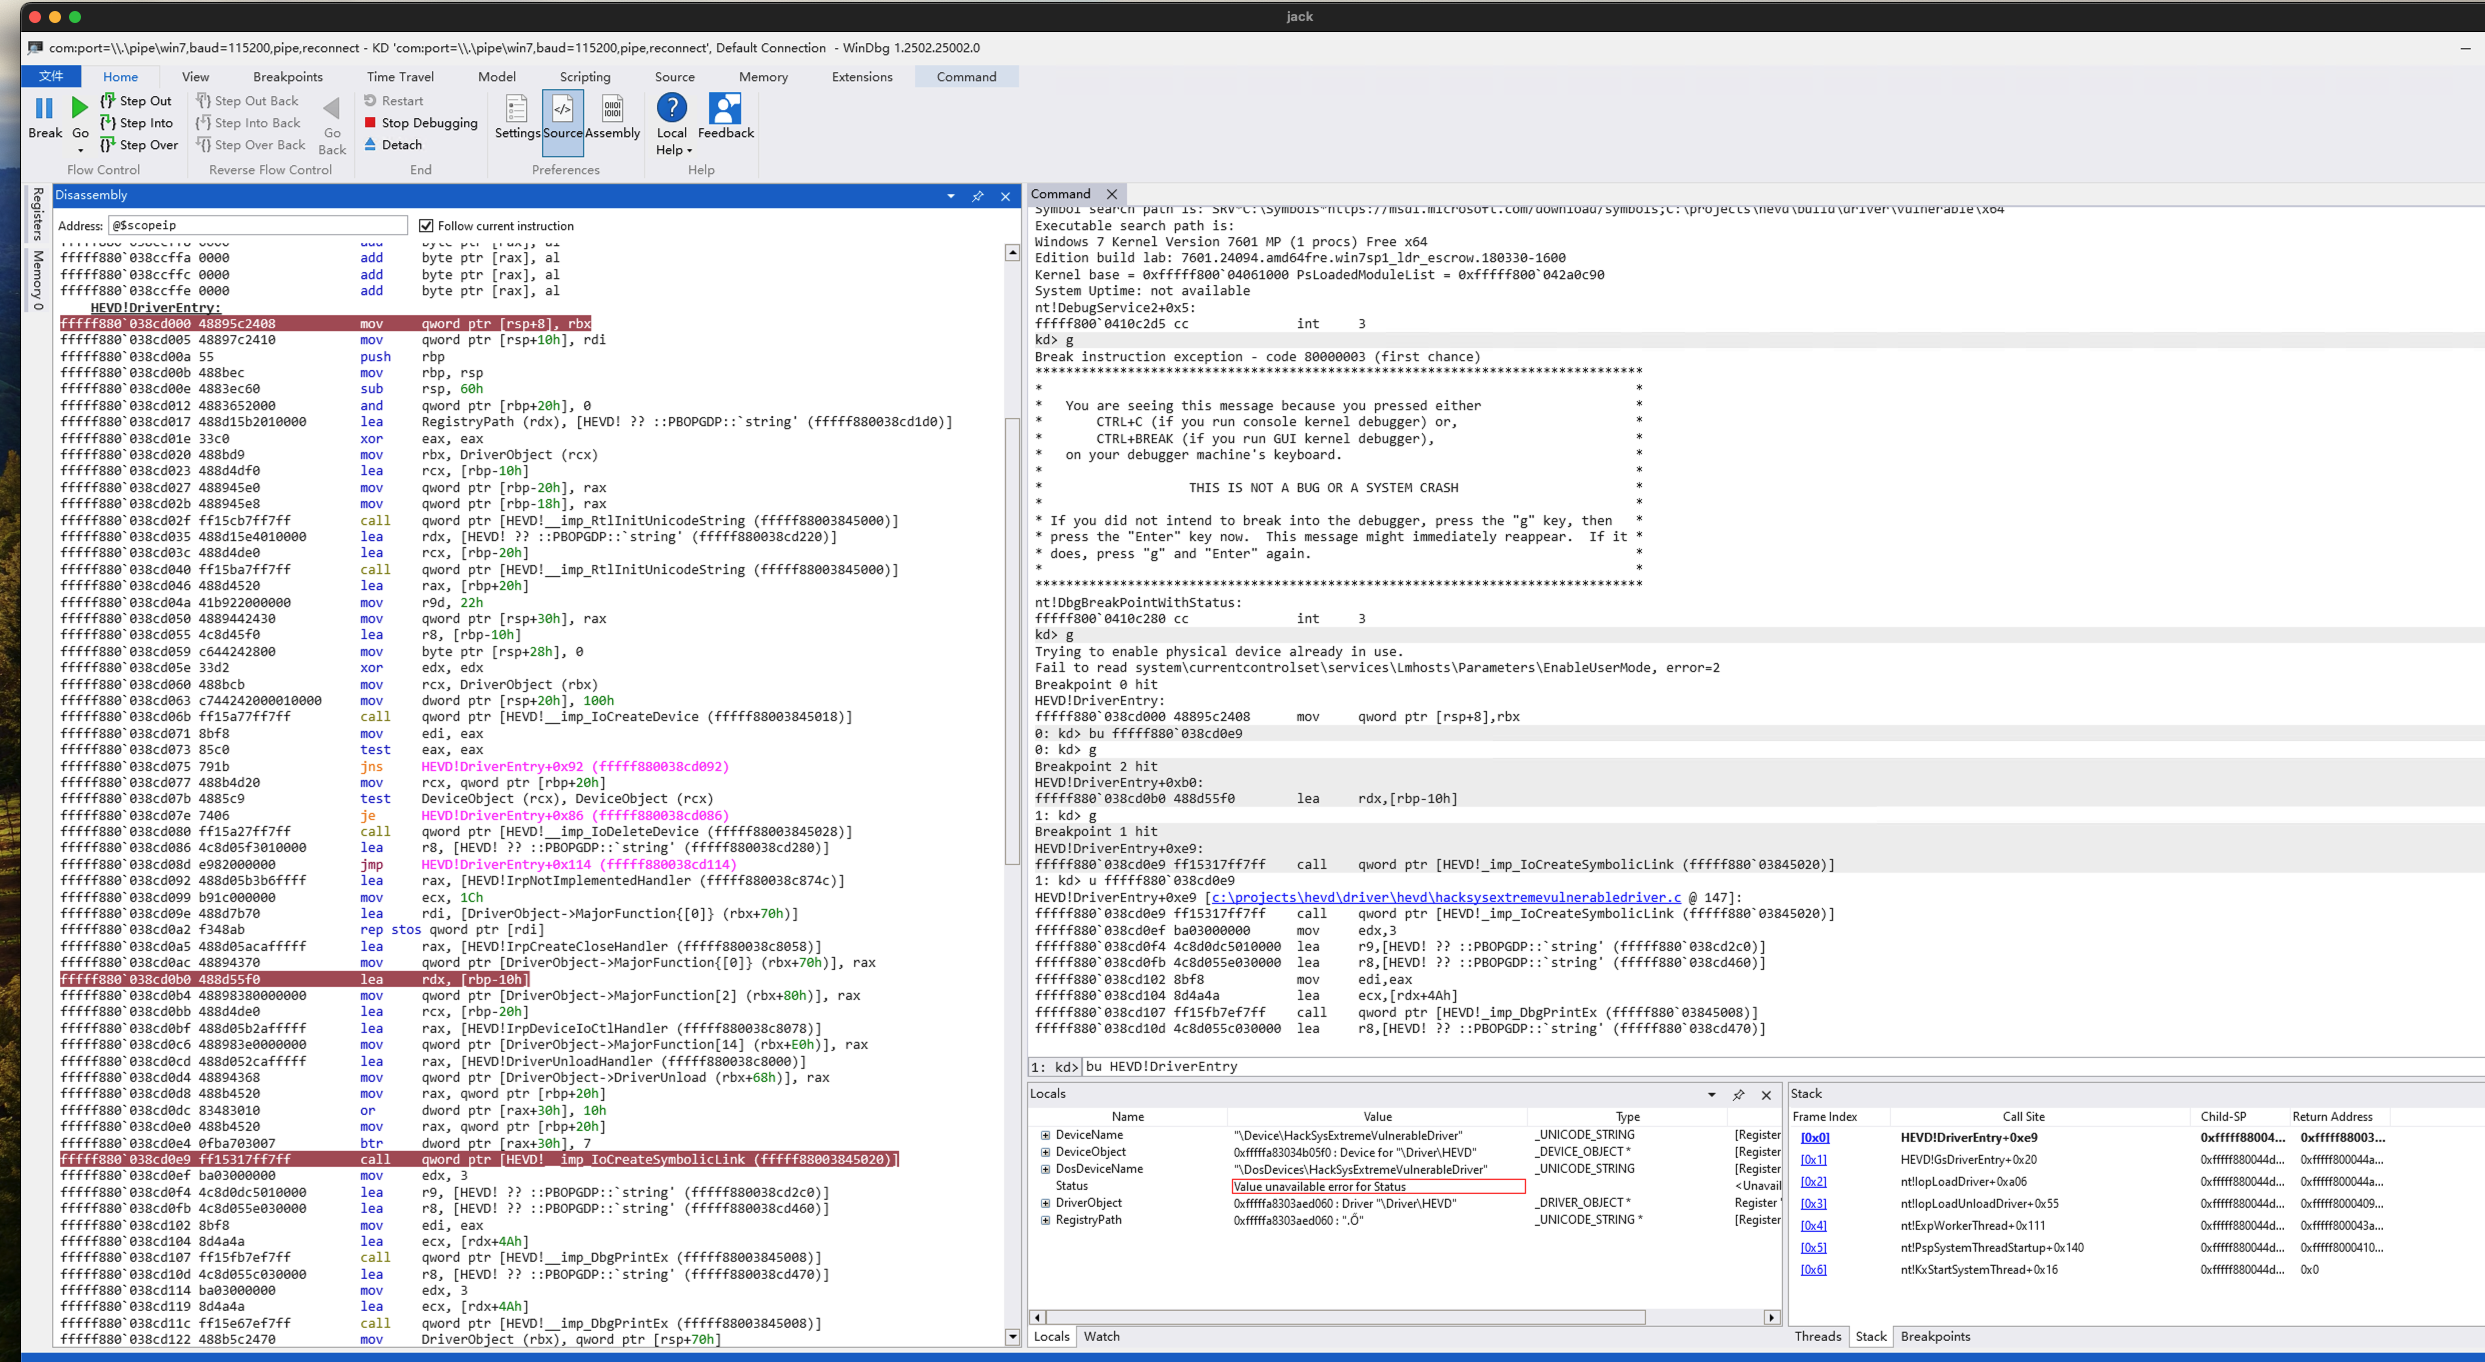 jack
com:port=\\.\pipe\win7,baud=115200,pipe,reconnect - KD 'com:port=\\.\pipe\win7,baud=115200,pipe,reconnect', Default Connection - WinDbg 1.2502.25002.0
文件 Home View Breakpoints Time Travel Model Scripting Source Memory Extensions Command
Break Go Step Out Step Into Step Over
Flow Control
Step Out Back Step Into Back Step Over Back Go Back
Reverse Flow Control
Restart Stop Debugging Detach
End
Settings Source Assembly
Preferences
Local Help Feedback
Help
Registers
Memory 0
Disassembly
Address: @$scopeip Follow current instruction
fffff880`038ccffa 0000 add byte ptr [rax], al
fffff880`038ccffc 0000 add byte ptr [rax], al
fffff880`038ccffe 0000 add byte ptr [rax], al
HEVD!DriverEntry:
fffff880`038cd000 48895c2408 mov qword ptr [rsp+8], rbx
fffff880`038cd005 48897c2410 mov qword ptr [rsp+10h], rdi
fffff880`038cd00a 55 push rbp
fffff880`038cd00b 488bec mov rbp, rsp
fffff880`038cd00e 4883ec60 sub rsp, 60h
fffff880`038cd012 4883652000 and qword ptr [rbp+20h], 0
fffff880`038cd017 488d15b2010000 lea RegistryPath (rdx), [HEVD! ?? ::PBOPGDP::`string' (fffff880038cd1d0)]
fffff880`038cd01e 33c0 xor eax, eax
fffff880`038cd020 488bd9 mov rbx, DriverObject (rcx)
fffff880`038cd023 488d4df0 lea rcx, [rbp-10h]
fffff880`038cd027 488945e0 mov qword ptr [rbp-20h], rax
fffff880`038cd02b 488945e8 mov qword ptr [rbp-18h], rax
fffff880`038cd02f ff15cb7ff7ff call qword ptr [HEVD!__imp_RtlInitUnicodeString (fffff88003845000)]
fffff880`038cd035 488d15e4010000 lea rdx, [HEVD! ?? ::PBOPGDP::`string' (fffff880038cd220)]
fffff880`038cd03c 488d4de0 lea rcx, [rbp-20h]
fffff880`038cd040 ff15ba7ff7ff call qword ptr [HEVD!__imp_RtlInitUnicodeString (fffff88003845000)]
fffff880`038cd046 488d4520 lea rax, [rbp+20h]
fffff880`038cd04a 41b922000000 mov r9d, 22h
fffff880`038cd050 4889442430 mov qword ptr [rsp+30h], rax
fffff880`038cd055 4c8d45f0 lea r8, [rbp-10h]
fffff880`038cd059 c644242800 mov byte ptr [rsp+28h], 0
fffff880`038cd05e 33d2 xor edx, edx
fffff880`038cd060 488bcb mov rcx, DriverObject (rbx)
fffff880`038cd063 c744242000010000 mov dword ptr [rsp+20h], 100h
fffff880`038cd06b ff15a77ff7ff call qword ptr [HEVD!__imp_IoCreateDevice (fffff88003845018)]
fffff880`038cd071 8bf8 mov edi, eax
fffff880`038cd073 85c0 test eax, eax
fffff880`038cd075 791b jns HEVD!DriverEntry+0x92 (fffff880038cd092)
fffff880`038cd077 488b4d20 mov rcx, qword ptr [rbp+20h]
fffff880`038cd07b 4885c9 test DeviceObject (rcx), DeviceObject (rcx)
fffff880`038cd07e 7406 je HEVD!DriverEntry+0x86 (fffff880038cd086)
fffff880`038cd080 ff15a27ff7ff call qword ptr [HEVD!__imp_IoDeleteDevice (fffff88003845028)]
fffff880`038cd086 4c8d05f3010000 lea r8, [HEVD! ?? ::PBOPGDP::`string' (fffff880038cd280)]
fffff880`038cd08d e982000000 jmp HEVD!DriverEntry+0x114 (fffff880038cd114)
fffff880`038cd092 488d05b3b6ffff lea rax, [HEVD!IrpNotImplementedHandler (fffff880038c874c)]
fffff880`038cd099 b91c000000 mov ecx, 1Ch
fffff880`038cd09e 488d7b70 lea rdi, [DriverObject->MajorFunction{[0]} (rbx+70h)]
fffff880`038cd0a2 f348ab rep stos qword ptr [rdi]
fffff880`038cd0a5 488d05acafffff lea rax, [HEVD!IrpCreateCloseHandler (fffff880038c8058)]
fffff880`038cd0ac 48894370 mov qword ptr [DriverObject->MajorFunction{[0]} (rbx+70h)], rax
fffff880`038cd0b0 488d55f0 lea rdx, [rbp-10h]
fffff880`038cd0b4 48898380000000 mov qword ptr [DriverObject->MajorFunction[2] (rbx+80h)], rax
fffff880`038cd0bb 488d4de0 lea rcx, [rbp-20h]
fffff880`038cd0bf 488d05b2afffff lea rax, [HEVD!IrpDeviceIoCtlHandler (fffff880038c8078)]
fffff880`038cd0c6 488983e0000000 mov qword ptr [DriverObject->MajorFunction[14] (rbx+E0h)], rax
fffff880`038cd0cd 488d052cafffff lea rax, [HEVD!DriverUnloadHandler (fffff880038c8000)]
fffff880`038cd0d4 48894368 mov qword ptr [DriverObject->DriverUnload (rbx+68h)], rax
fffff880`038cd0d8 488b4520 mov rax, qword ptr [rbp+20h]
fffff880`038cd0dc 83483010 or dword ptr [rax+30h], 10h
fffff880`038cd0e0 488b4520 mov rax, qword ptr [rbp+20h]
fffff880`038cd0e4 0fba703007 btr dword ptr [rax+30h], 7
fffff880`038cd0e9 ff15317ff7ff call qword ptr [HEVD!__imp_IoCreateSymbolicLink (fffff88003845020)]
fffff880`038cd0ef ba03000000 mov edx, 3
fffff880`038cd0f4 4c8d0dc5010000 lea r9, [HEVD! ?? ::PBOPGDP::`string' (fffff880038cd2c0)]
fffff880`038cd0fb 4c8d055e030000 lea r8, [HEVD! ?? ::PBOPGDP::`string' (fffff880038cd460)]
fffff880`038cd102 8bf8 mov edi, eax
fffff880`038cd104 8d4a4a lea ecx, [rdx+4Ah]
fffff880`038cd107 ff15fb7ef7ff call qword ptr [HEVD!__imp_DbgPrintEx (fffff88003845008)]
fffff880`038cd10d 4c8d055c030000 lea r8, [HEVD! ?? ::PBOPGDP::`string' (fffff880038cd470)]
fffff880`038cd114 ba03000000 mov edx, 3
fffff880`038cd119 8d4a4a lea ecx, [rdx+4Ah]
fffff880`038cd11c ff15e67ef7ff call qword ptr [HEVD!__imp_DbgPrintEx (fffff88003845008)]
fffff880`038cd122 488b5c2470 mov DriverObject (rbx), qword ptr [rsp+70h]
Command
Symbol search path is: SRV*C:\Symbols*https://msdl.microsoft.com/download/symbols;C:\projects\hevd\build\driver\vulnerable\x64
Executable search path is:
Windows 7 Kernel Version 7601 MP (1 procs) Free x64
Edition build lab: 7601.24094.amd64fre.win7sp1_ldr_escrow.180330-1600
Kernel base = 0xfffff800`04061000 PsLoadedModuleList = 0xfffff800`042a0c90
System Uptime: not available
nt!DebugService2+0x5:
fffff800`0410c2d5 cc int 3
kd> g
Break instruction exception - code 80000003 (first chance)
*******************************************************************************
* *
* You are seeing this message because you pressed either *
* CTRL+C (if you run console kernel debugger) or, *
* CTRL+BREAK (if you run GUI kernel debugger), *
* on your debugger machine's keyboard. *
* *
* THIS IS NOT A BUG OR A SYSTEM CRASH *
* *
* If you did not intend to break into the debugger, press the "g" key, then *
* press the "Enter" key now. This message might immediately reappear. If it *
* does, press "g" and "Enter" again. *
* *
*******************************************************************************
nt!DbgBreakPointWithStatus:
fffff800`0410c280 cc int 3
kd> g
Trying to enable physical device already in use.
Fail to read system\currentcontrolset\services\Lmhosts\Parameters\EnableUserMode, error=2
Breakpoint 0 hit
HEVD!DriverEntry:
fffff880`038cd000 48895c2408 mov qword ptr [rsp+8],rbx
0: kd> bu fffff880`038cd0e9
0: kd> g
Breakpoint 2 hit
HEVD!DriverEntry+0xb0:
fffff880`038cd0b0 488d55f0 lea rdx,[rbp-10h]
1: kd> g
Breakpoint 1 hit
HEVD!DriverEntry+0xe9:
fffff880`038cd0e9 ff15317ff7ff call qword ptr [HEVD!_imp_IoCreateSymbolicLink (fffff880`03845020)]
1: kd> u fffff880`038cd0e9
HEVD!DriverEntry+0xe9 [c:\projects\hevd\driver\hevd\hacksysextremevulnerabledriver.c @ 147]:
fffff880`038cd0e9 ff15317ff7ff call qword ptr [HEVD!_imp_IoCreateSymbolicLink (fffff880`03845020)]
fffff880`038cd0ef ba03000000 mov edx,3
fffff880`038cd0f4 4c8d0dc5010000 lea r9,[HEVD! ?? ::PBOPGDP::`string' (fffff880`038cd2c0)]
fffff880`038cd0fb 4c8d055e030000 lea r8,[HEVD! ?? ::PBOPGDP::`string' (fffff880`038cd460)]
fffff880`038cd102 8bf8 mov edi,eax
fffff880`038cd104 8d4a4a lea ecx,[rdx+4Ah]
fffff880`038cd107 ff15fb7ef7ff call qword ptr [HEVD!_imp_DbgPrintEx (fffff880`03845008)]
fffff880`038cd10d 4c8d055c030000 lea r8,[HEVD! ?? ::PBOPGDP::`string' (fffff880`038cd470)]
1: kd> bu HEVD!DriverEntry
Locals
Name Value Type
DeviceName "\Device\HackSysExtremeVulnerableDriver" _UNICODE_STRING [Register
DeviceObject 0xfffffa83034b05f0 : Device for "\Driver\HEVD" _DEVICE_OBJECT * [Register
DosDeviceName "\DosDevices\HackSysExtremeVulnerableDriver" _UNICODE_STRING [Register
Status Value unavailable error for Status <Unavail
DriverObject 0xfffffa8303aed060 : Driver "\Driver\HEVD" _DRIVER_OBJECT * Register
RegistryPath 0xfffffa8303aed060 : ".Ő" _UNICODE_STRING * [Register
Locals Watch
Stack
Frame Index Call Site Child-SP Return Address
[0x0] HEVD!DriverEntry+0xe9 0xfffff88004... 0xfffff88003...
[0x1] HEVD!GsDriverEntry+0x20 0xfffff880044d... 0xfffff800044a...
[0x2] nt!IopLoadDriver+0xa06 0xfffff880044d... 0xfffff800044a...
[0x3] nt!IopLoadUnloadDriver+0x55 0xfffff880044d... 0xfffff8000409...
[0x4] nt!ExpWorkerThread+0x111 0xfffff880044d... 0xfffff800043a...
[0x5] nt!PspSystemThreadStartup+0x140 0xfffff880044d... 0xfffff8000410...
[0x6] nt!KxStartSystemThread+0x16 0xfffff880044d... 0x0
Threads Stack Breakpoints